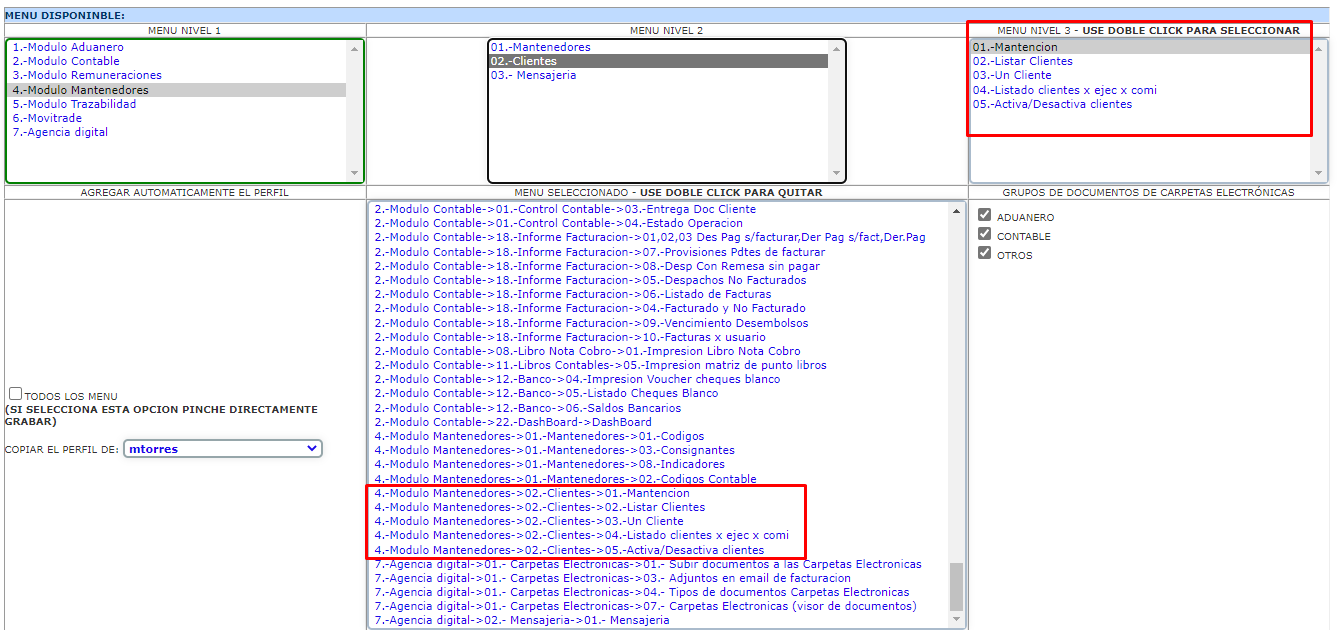 MENU DISPONINBLE:
MENU NIVEL 1
1.-Modulo Aduanero
2.-Modulo Contable
3.-Modulo Remuneraciones
4.-Modulo Mantenedores
5.-Modulo Trazabilidad
6.-Movitrade
7.-Agencia digital
MENU NIVEL 2
01.-Mantenedores
02.-Clientes
03.- Mensajeria
MENU NIVEL 3 - USE DOBLE CLICK PARA SELECCIONAR
01.-Mantencion
02.-Listar Clientes
03.-Un Cliente
04.-Listado clientes x ejec x comi
05.-Activa/Desactiva clientes
AGREGAR AUTOMATICAMENTE EL PERFIL
TODOS LOS MENU
(SI SELECCIONA ESTA OPCION PINCHE DIRECTAMENTE
GRABAR)
COPIAR EL PERFIL DE: mtorres
MENU SELECCIONADO - USE DOBLE CLICK PARA QUITAR
2.-Modulo Contable->01.-Control Contable->03.-Entrega Doc Cliente
2.-Modulo Contable->01.-Control Contable->04.-Estado Operacion
2.-Modulo Contable->18.-Informe Facturacion->01,02,03 Des Pag s/facturar,Der Pag s/fact,Der.Pag
2.-Modulo Contable->18.-Informe Facturacion->07.-Provisiones Pdtes de facturar
2.-Modulo Contable->18.-Informe Facturacion->08.-Desp Con Remesa sin pagar
2.-Modulo Contable->18.-Informe Facturacion->05.-Despachos No Facturados
2.-Modulo Contable->18.-Informe Facturacion->06.-Listado de Facturas
2.-Modulo Contable->18.-Informe Facturacion->04.-Facturado y No Facturado
2.-Modulo Contable->18.-Informe Facturacion->09.-Vencimiento Desembolsos
2.-Modulo Contable->18.-Informe Facturacion->10.-Facturas x usuario
2.-Modulo Contable->08.-Libro Nota Cobro->01.-Impresion Libro Nota Cobro
2.-Modulo Contable->11.-Libros Contables->05.-Impresion matriz de punto libros
2.-Modulo Contable->12.-Banco->04.-Impresion Voucher cheques blanco
2.-Modulo Contable->12.-Banco->05.-Listado Cheques Blanco
2.-Modulo Contable->12.-Banco->06.-Saldos Bancarios
2.-Modulo Contable->22.-DashBoard->DashBoard
4.-Modulo Mantenedores->01.-Mantenedores->01.-Codigos
4.-Modulo Mantenedores->01.-Mantenedores->03.-Consignantes
4.-Modulo Mantenedores->01.-Mantenedores->08.-Indicadores
4.-Modulo Mantenedores->01.-Mantenedores->02.-Codigos Contable
4.-Modulo Mantenedores->02.-Clientes->01.-Mantencion
4.-Modulo Mantenedores->02.-Clientes->02.-Listar Clientes
4.-Modulo Mantenedores->02.-Clientes->03.-Un Cliente
4.-Modulo Mantenedores->02.-Clientes->04.-Listado clientes x ejec x comi
4.-Modulo Mantenedores->02.-Clientes->05.-Activa/Desactiva clientes
7.-Agencia digital->01.- Carpetas Electronicas->01.- Subir documentos a las Carpetas Electronicas
7.-Agencia digital->01.- Carpetas Electronicas->03.- Adjuntos en email de facturacion
7.-Agencia digital->01.- Carpetas Electronicas->04.- Tipos de documentos Carpetas Electronicas
7.-Agencia digital->01.- Carpetas Electronicas->07.- Carpetas Electronicas (visor de documentos)
7.-Agencia digital->02.- Mensajeria->01.- Mensajeria
GRUPOS DE DOCUMENTOS DE CARPETAS ELECTRÓNICAS
ADUANERO
CONTABLE
OTROS